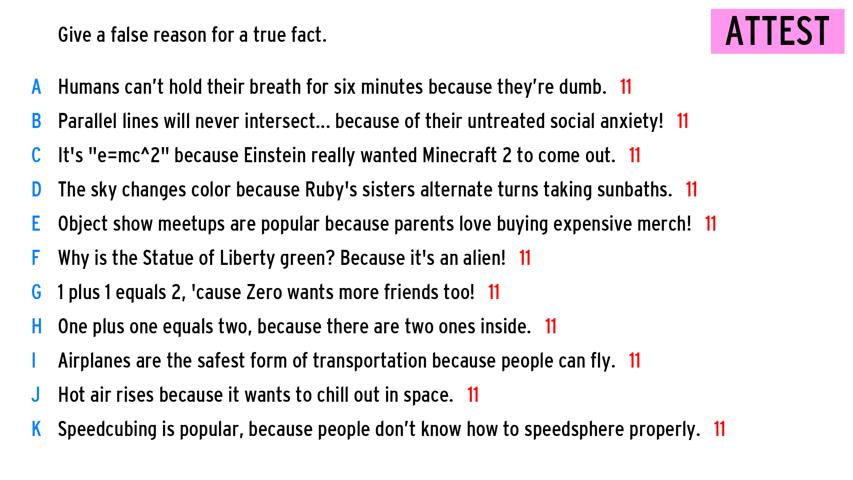 Give a false reason for a true fact.
ATTEST
A Humans can't hold their breath for six minutes because they're dumb. 11
B Parallel lines will never intersect... because of their untreated social anxiety! 11
C It's "e=mc^2" because Einstein really wanted Minecraft 2 to come out. 11
D The sky changes color because Ruby's sisters alternate turns taking sunbaths. 11
E Object show meetups are popular because parents love buying expensive merch! 11
F Why is the Statue of Liberty green? Because it's an alien! 11
G 1 plus 1 equals 2, 'cause Zero wants more friends too! 11
H One plus one equals two, because there are two ones inside. 11
I Airplanes are the safest form of transportation because people can fly. 11
J Hot air rises because it wants to chill out in space. 11
K Speedcubing is popular, because people don't know how to speedsphere properly. 11